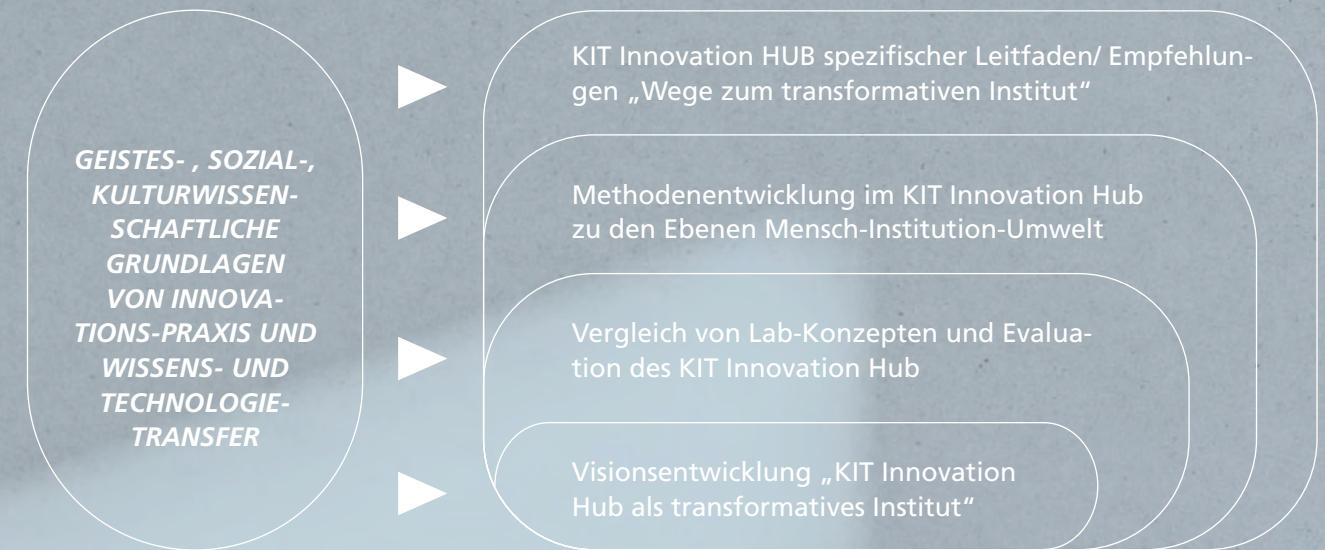 GEISTES- , SOZIAL-,
KULTURWISSEN-
SCHAFTLICHE
GRUNDLAGEN
VON INNOVA-
TIONS-PRAXIS UND
WISSENS- UND
TECHNOLOGIE-
TRANSFER
KIT Innovation HUB spezifischer Leitfaden/ Empfehlun-
gen „Wege zum transformativen Institut“
Methodenentwicklung im KIT Innovation Hub
zu den Ebenen Mensch-Institution-Umwelt
Vergleich von Lab-Konzepten und Evalua-
tion des KIT Innovation Hub
Visionsentwicklung „KIT Innovation
Hub als transformatives Institut“